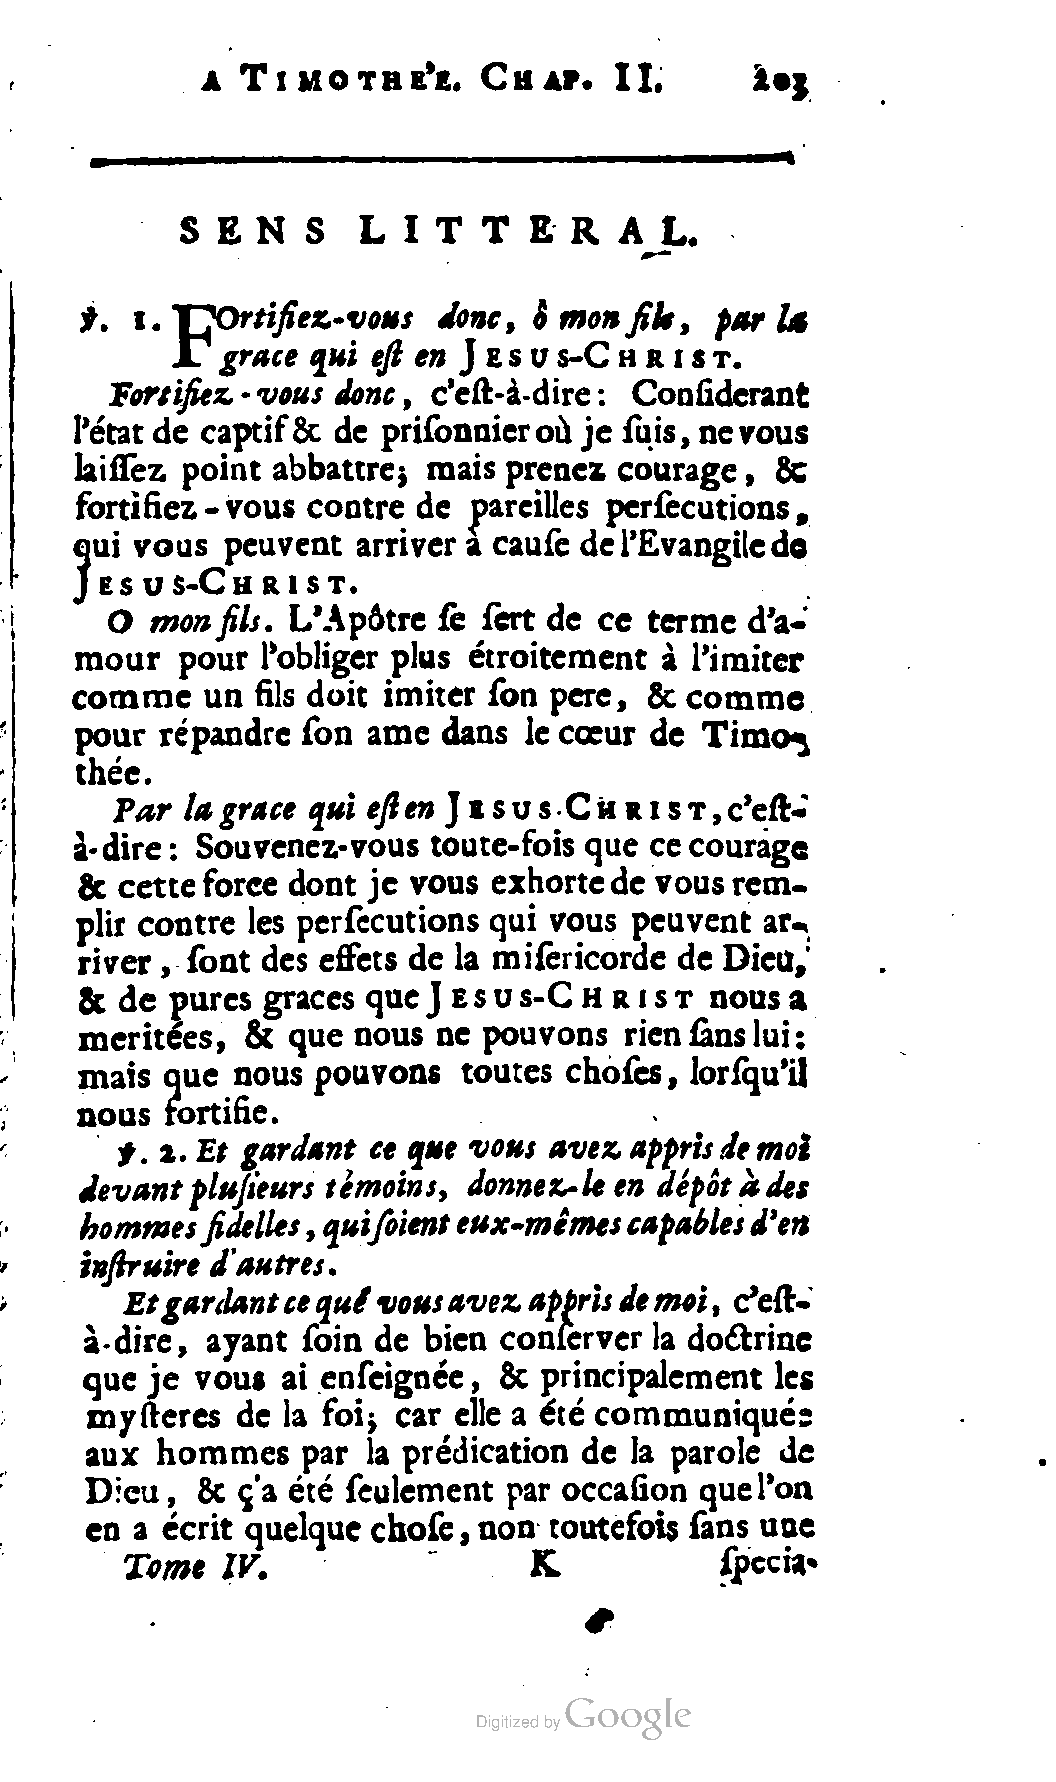 A TIMOTHE'E. CHAP. II. 203
SENS LITTERAL.
℣. 1. FOrtifiez-vous donc, ô mon fils, par la
grace qui eſt en JESUS-CHRIST.
Fortifiez-vous donc, c'eſt-à-dire: Conſiderant
l'état de captif & de priſonnier où je ſuis, ne vous
laiſſez point abbattre; mais prenez courage, &
fortifiez-vous contre de pareilles perſecutions,
qui vous peuvent arriver à cauſe de l'Evangile de
JESUS-CHRIST.
O mon fils. L'Apôtre ſe ſert de ce terme d'a-
mour pour l'obliger plus étroitement à l'imiter
comme un fils doit imiter ſon pere, & comme
pour répandre ſon ame dans le cœur de Timo-
thée.
Par la grace qui eſt en JESUS-CHRIST, c'eſt-
à-dire: Souvenez-vous toute-fois que ce courage
& cette force dont je vous exhorte de vous rem-
plir contre les perſecutions qui vous peuvent ar-
river, ſont des effets de la miſericorde de Dieu,
& de pures graces que JESUS-CHRIST nous a
meritées, & que nous ne pouvons rien ſans lui:
mais que nous pouvons toutes choſes, lorſqu'il
nous fortifie.
℣. 2. Et gardant ce que vous avez appris de moi
devant pluſieurs témoins, donnez-le en dépôt à des
hommes fidelles, qui ſoient eux-mêmes capables d'en
inſtruire d'autres.
Et gardant ce que vous avez appris de moi, c'eſt-
à-dire, ayant ſoin de bien conſerver la doctrine
que je vous ai enſeignée, & principalement les
myſteres de la foi; car elle a été communiquée
aux hommes par la prédication de la parole de
Dieu, & ç'a été ſeulement par occaſion que l'on
en a écrit quelque choſe, non toutefois ſans une
Tome IV. K ſpecia-
Digitized by Google